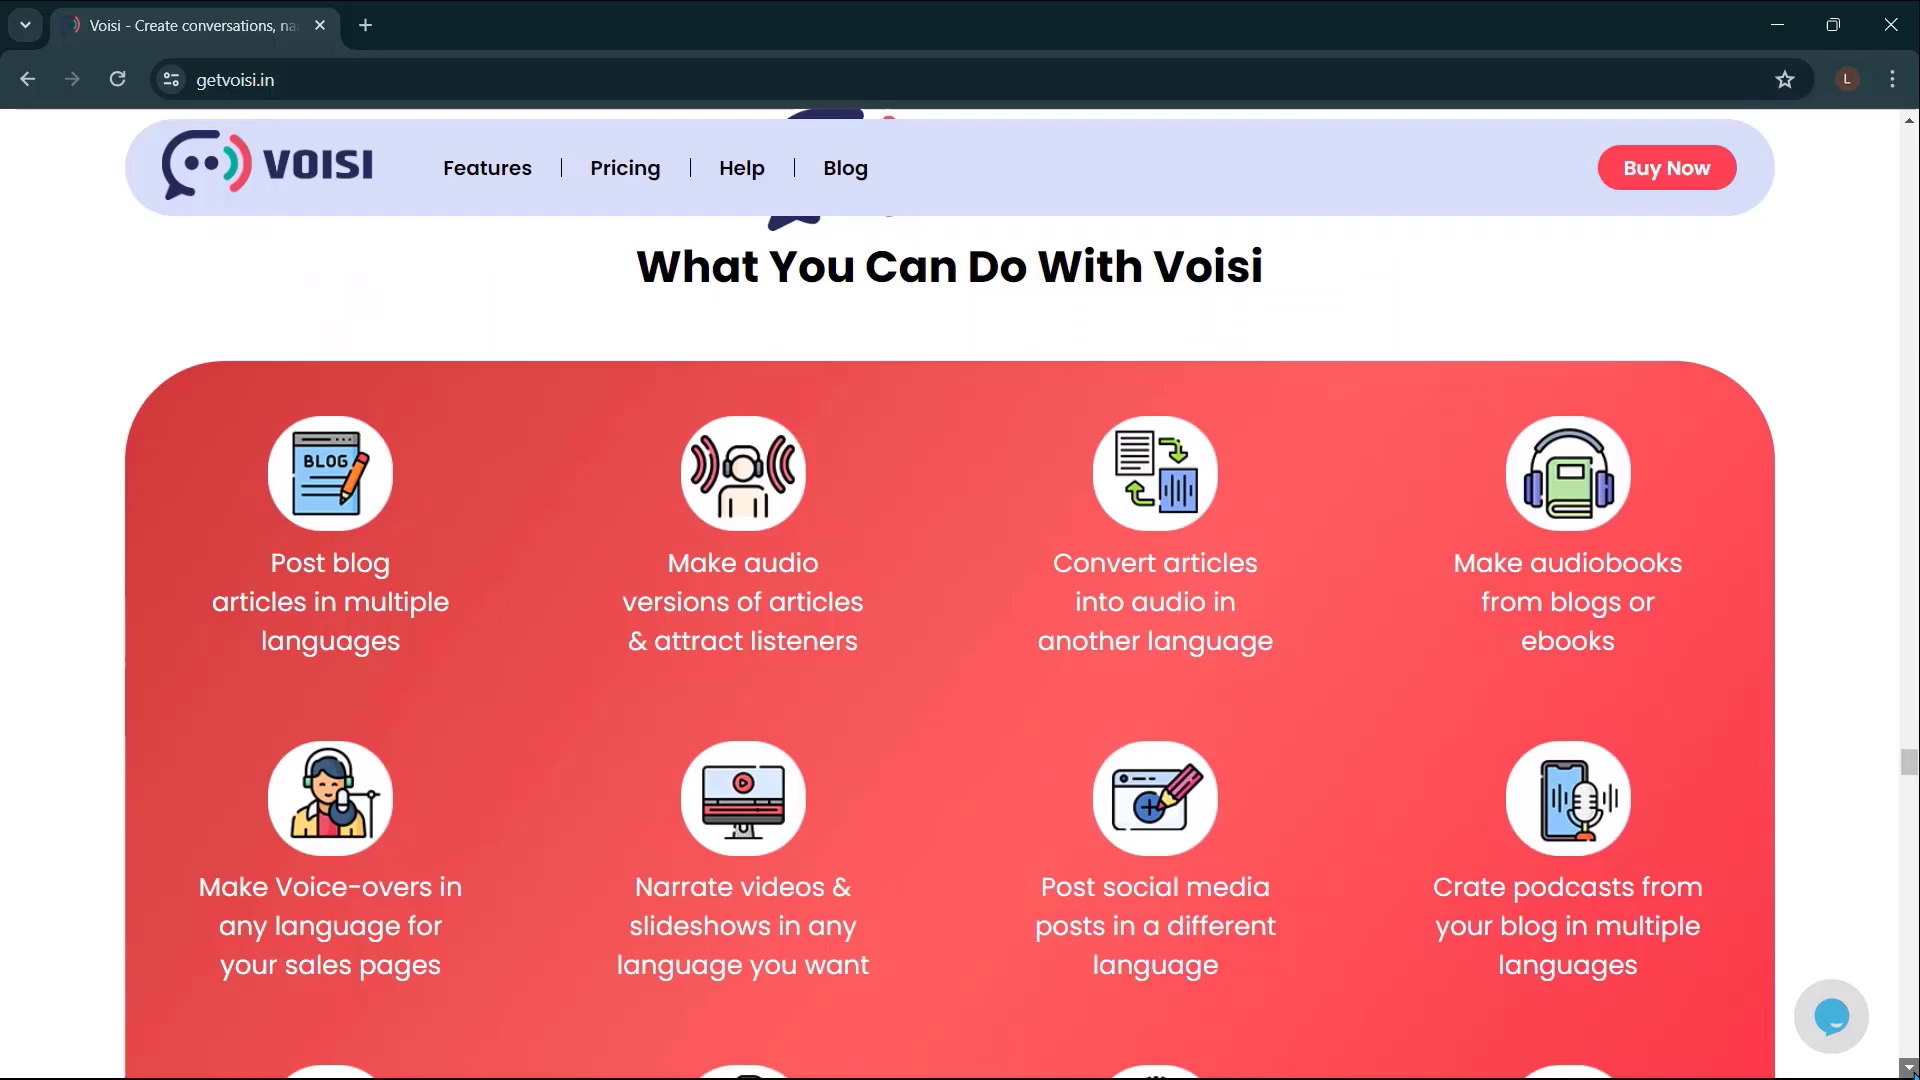 Voisi - Create conversations, na
getvoisi.in
L
VOISI
Features
Pricing
Help
Blog
Buy Now
What You Can Do With Voisi
BLOG
Post blog
articles in multiple
languages
Make audio
versions of articles
& attract listeners
Convert articles
into audio in
another language
Make audiobooks
from blogs or
ebooks
Make Voice-overs in
any language for
your sales pages
Narrate videos &
slideshows in any
language you want
Post social media
posts in a different
language
Crate podcasts from
your blog in multiple
languages